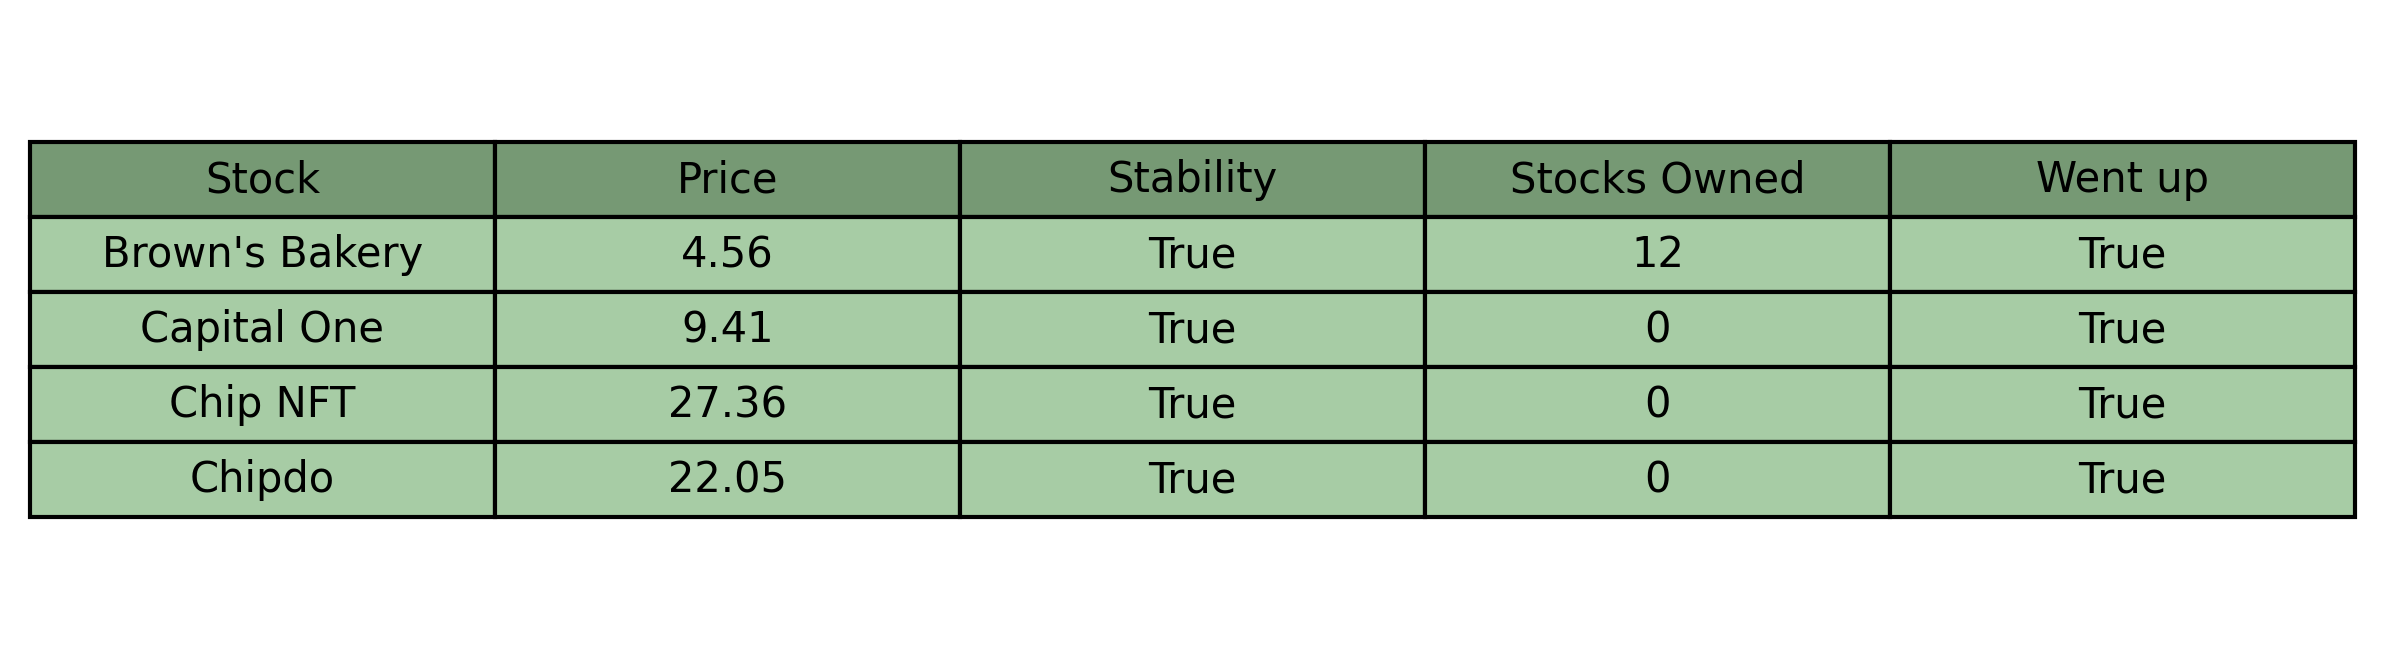 Stock Price Stability Stocks Owned Went up
Brown's Bakery 4.56 True 12 True
Capital One 9.41 True 0 True
Chip NFT 27.36 True 0 True
Chipdo 22.05 True 0 True